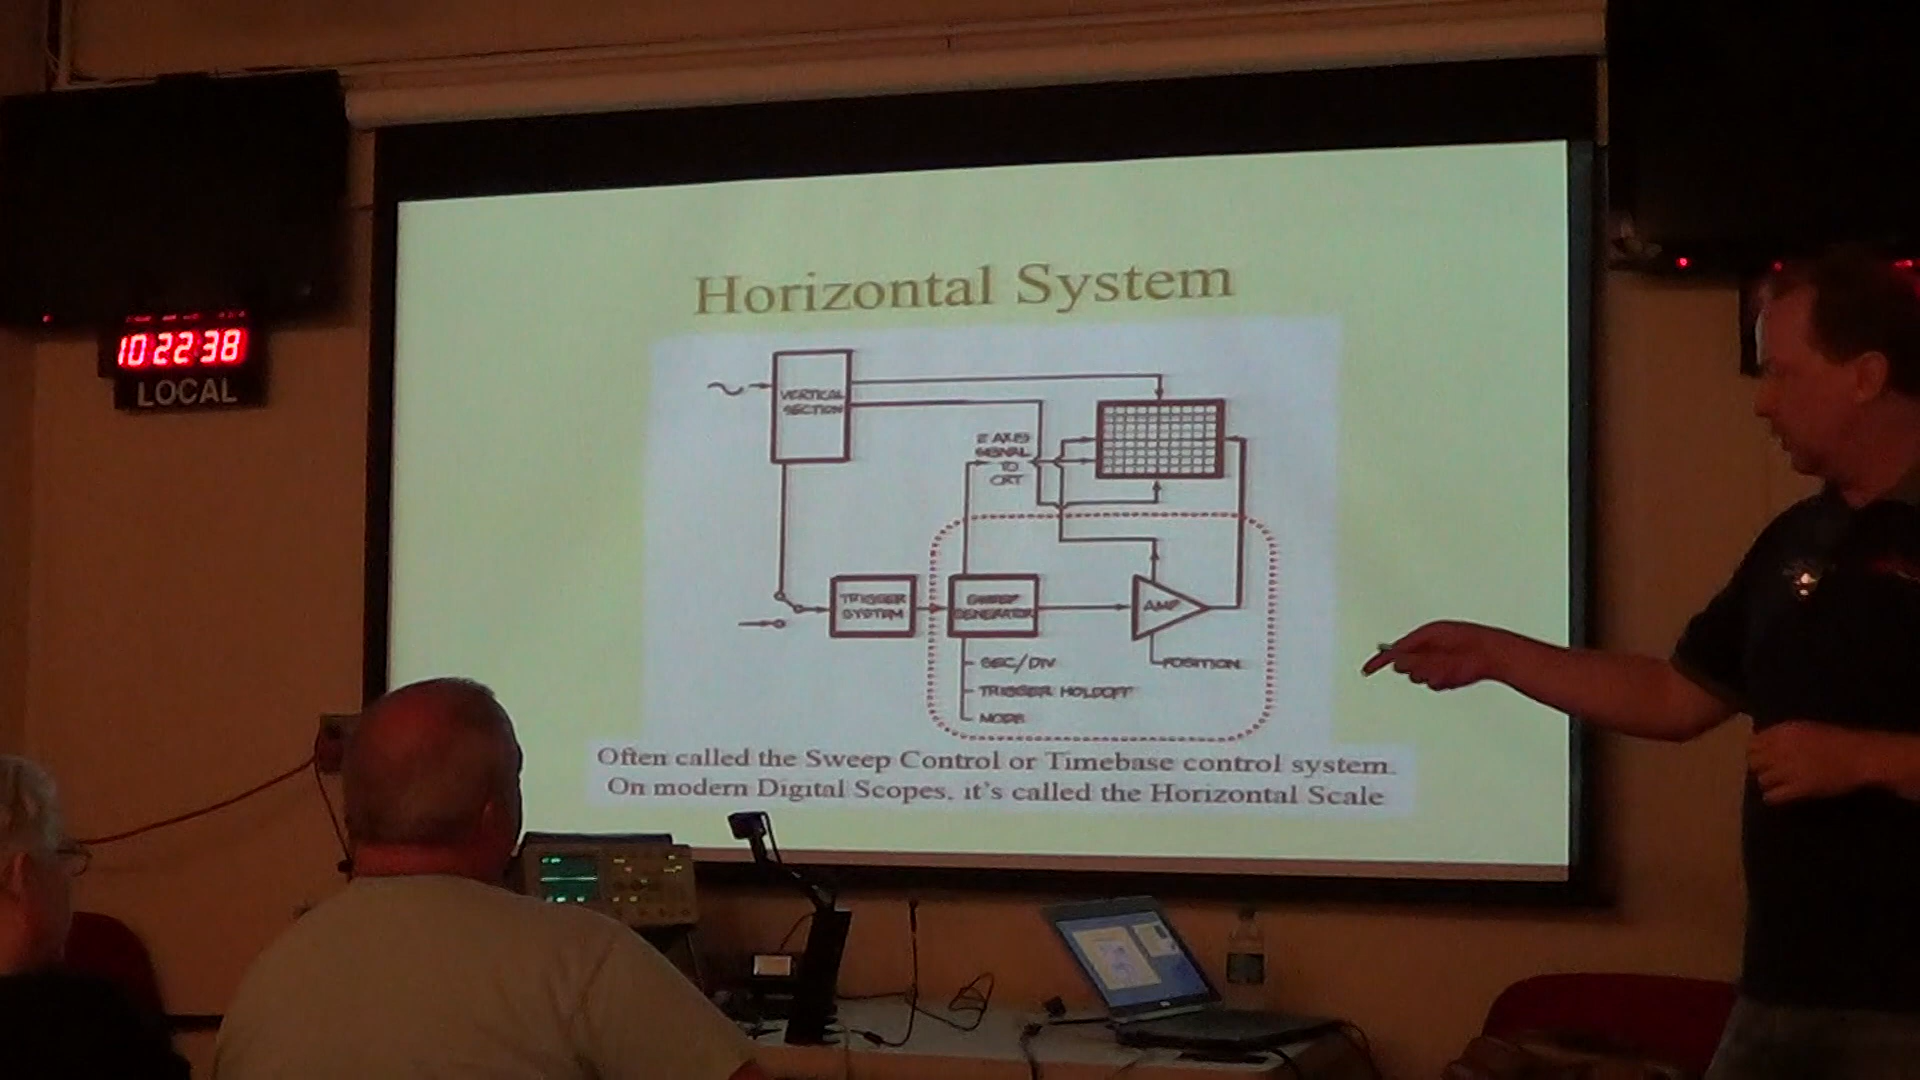 Horizontal System
10 22 38
LOCAL
VERTICAL
SECTION
Z AXIS
SIGNAL
TO
CRT
TRIGGER
SYSTEM
SWEEP
GENERATOR
AMP
SEC/DIV
POSITION
TRIGGER HOLDOFF
MODE
Often called the Sweep Control or Timebase control system.
On modern Digital Scopes, it's called the Horizontal Scale